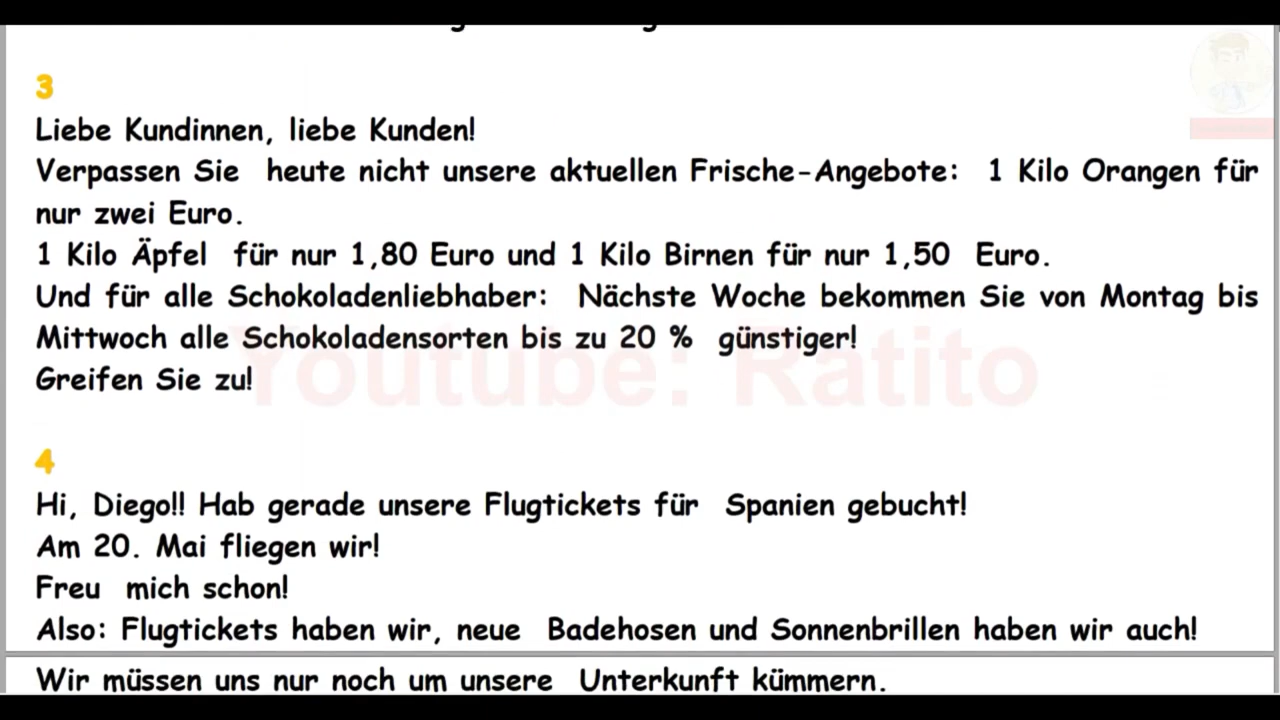 3
Liebe Kundinnen, liebe Kunden!
Verpassen Sie heute nicht unsere aktuellen Frische-Angebote: 1 Kilo Orangen für
nur zwei Euro.
1 Kilo Äpfel für nur 1,80 Euro und 1 Kilo Birnen für nur 1,50 Euro.
Und für alle Schokoladenliebhaber: Nächste Woche bekommen Sie von Montag bis
Mittwoch alle Schokoladensorten bis zu 20 % günstiger!
Greifen Sie zu!
Youtube: Ratito
4
Hi, Diego!! Hab gerade unsere Flugtickets für Spanien gebucht!
Am 20. Mai fliegen wir!
Freu mich schon!
Also: Flugtickets haben wir, neue Badehosen und Sonnenbrillen haben wir auch!
Wir müssen uns nur noch um unsere Unterkunft kümmern.